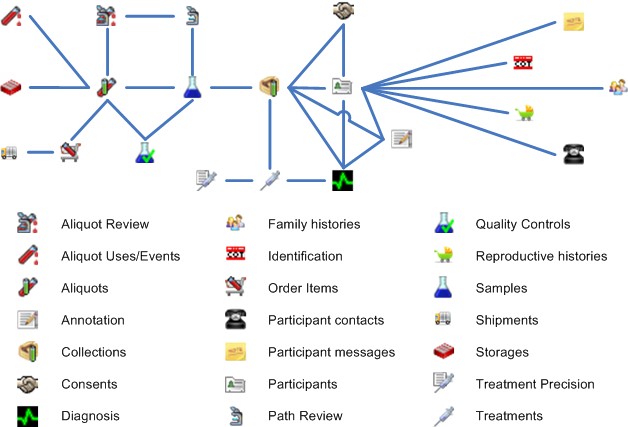 Aliquot Review
Family histories
Quality Controls
Aliquot Uses/Events
Identification
Reproductive histories
Aliquots
Order Items
Samples
Annotation
Participant contacts
Shipments
Collections
Participant messages
Storages
Consents
Participants
Treatment Precision
Diagnosis
Path Review
Treatments